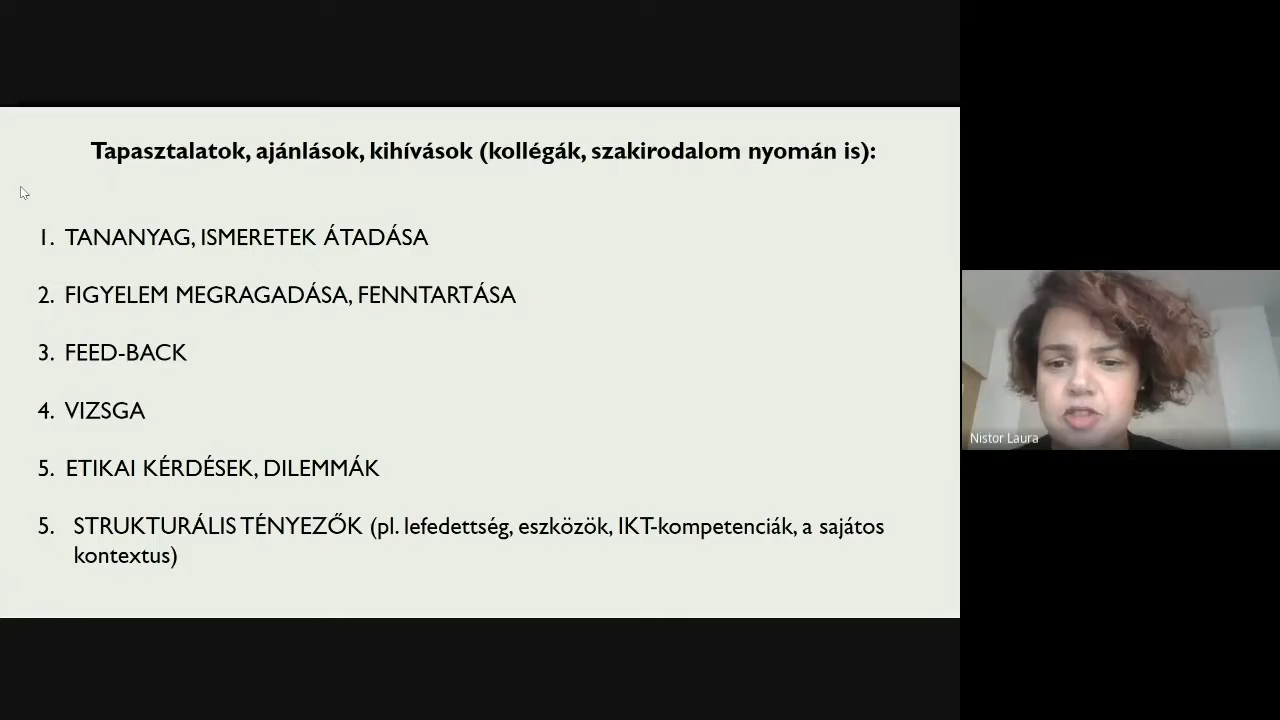 Tapasztalatok, ajánlások, kihívások (kollégák, szakirodalom nyomán is):
1. TANANYAG, ISMERETEK ÁTADÁSA
2. FIGYELEM MEGRAGADÁSA, FENNTARTÁSA
3. FEED-BACK
4. VIZSGA
5. ETIKAI KÉRDÉSEK, DILEMMÁK
5. STRUKTURÁLIS TÉNYEZŐK (pl. lefedettség, eszközök, IKT-kompetenciák, a sajátos
kontextus)
Nistor Laura